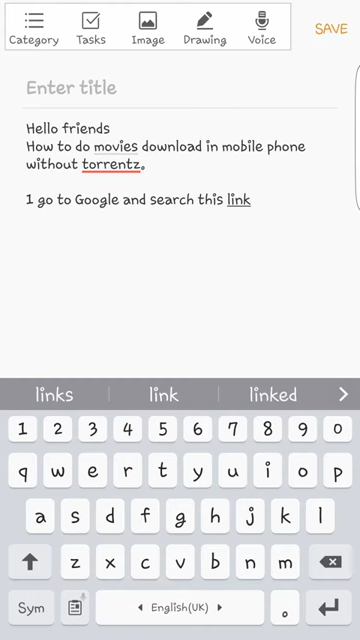 Category Tasks Image Drawing Voice SAVE
Enter title
Hello friends
How to do movies download in mobile phone
without torrentz.
1 go to Google and search this link
links link linked
1 2 3 4 5 6 7 8 9 0
q w e r t y u i o p
a s d f g h j k l
z x c v b n m
Sym English(UK) .